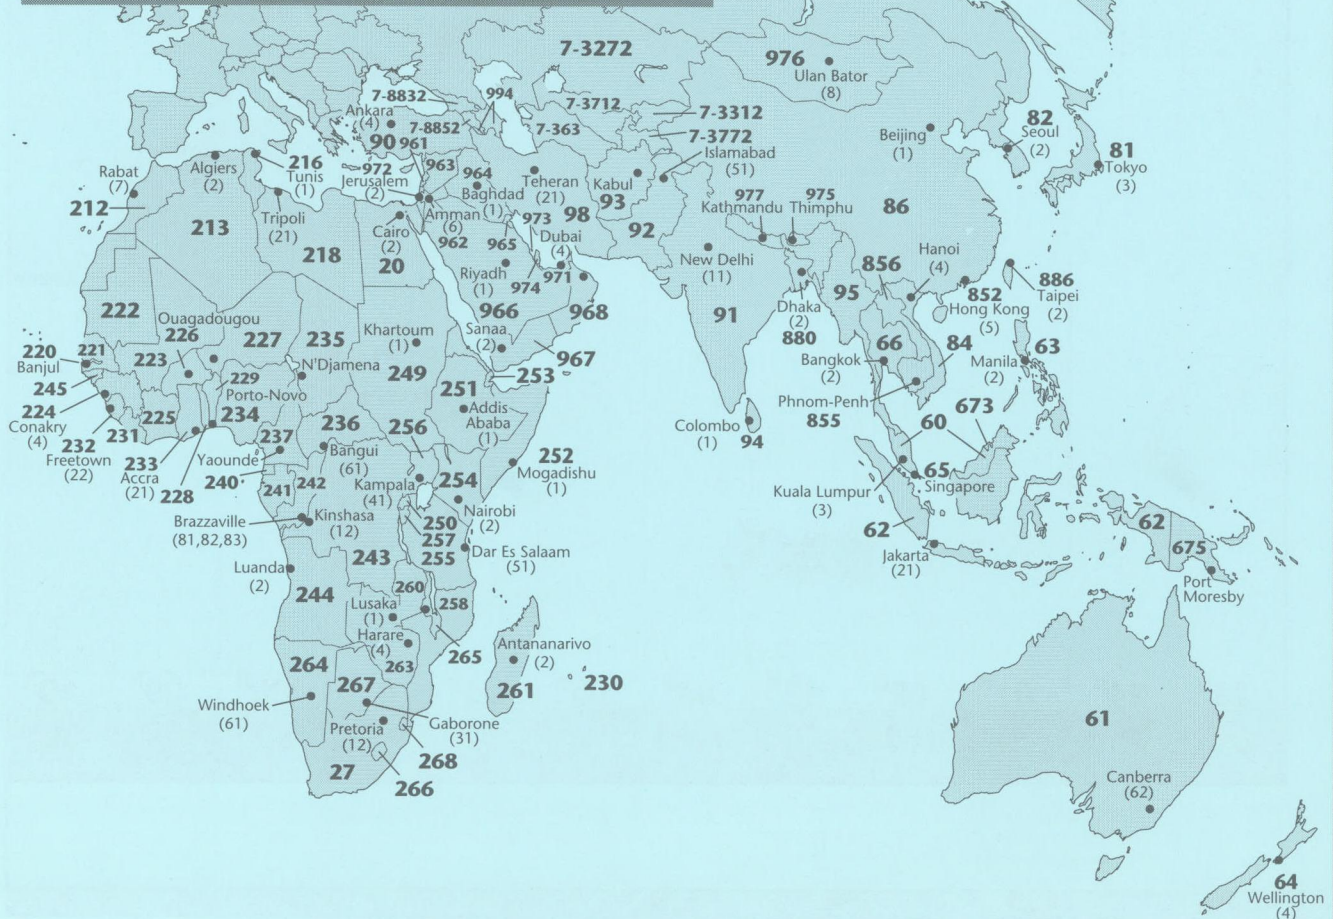 7-3272
976
Ulan Bator
(8)
7-8832
994
7-3712
7-3312
Ankara
(4)
90
7-8852
961
7-363
7-3772
Islamabad
(51)
Beijing
(1)
82
Seoul
(2)
81
Tokyo
(3)
Rabat
(7)
212
Algiers
(2)
216
Tunis
(1)
972
Jerusalem
(2)
963
964
Baghdad
(1)
Teheran
(21)
Kabul
93
977
Kathmandu
975
Thimphu
86
213
Tripoli
(21)
218
Cairo
(2)
20
Amman
(6)
962
965
973
Dubai
(4)
98
92
New Delhi
(11)
Hanoi
(4)
856
Riyadh
(1)
974
971
966
968
Dhaka
(2)
880
95
852
Hong Kong
(5)
886
Taipei
(2)
222
Ouagadougou
226
227
235
Khartoum
(1)
Sanaa
(2)
967
91
66
84
63
Manila
(2)
220
Banjul
221
223
N'Djamena
249
251
253
Bangkok
(2)
245
229
Porto-Novo
Addis
Ababa
(1)
Phnom-Penh
855
224
Conakry
(4)
225
234
236
256
673
232
Freetown
(22)
231
237
Bangui
(61)
252
Mogadishu
(1)
Colombo
(1)
94
60
233
Accra
(21)
228
Yaounde
240
241
242
Kampala
(41)
254
Nairobi
(2)
65
Singapore
Kuala Lumpur
(3)
Brazzaville
(81,82,83)
Kinshasa
(12)
250
257
255
Dar Es Salaam
(51)
62
62
675
243
Jakarta
(21)
Port
Moresby
Luanda
(2)
244
260
258
Lusaka
(1)
Harare
(4)
263
265
Antananarivo
(2)
261
230
264
267
Windhoek
(61)
Pretoria
(12)
Gaborone
(31)
61
27
268
266
Canberra
(62)
64
Wellington
(4)